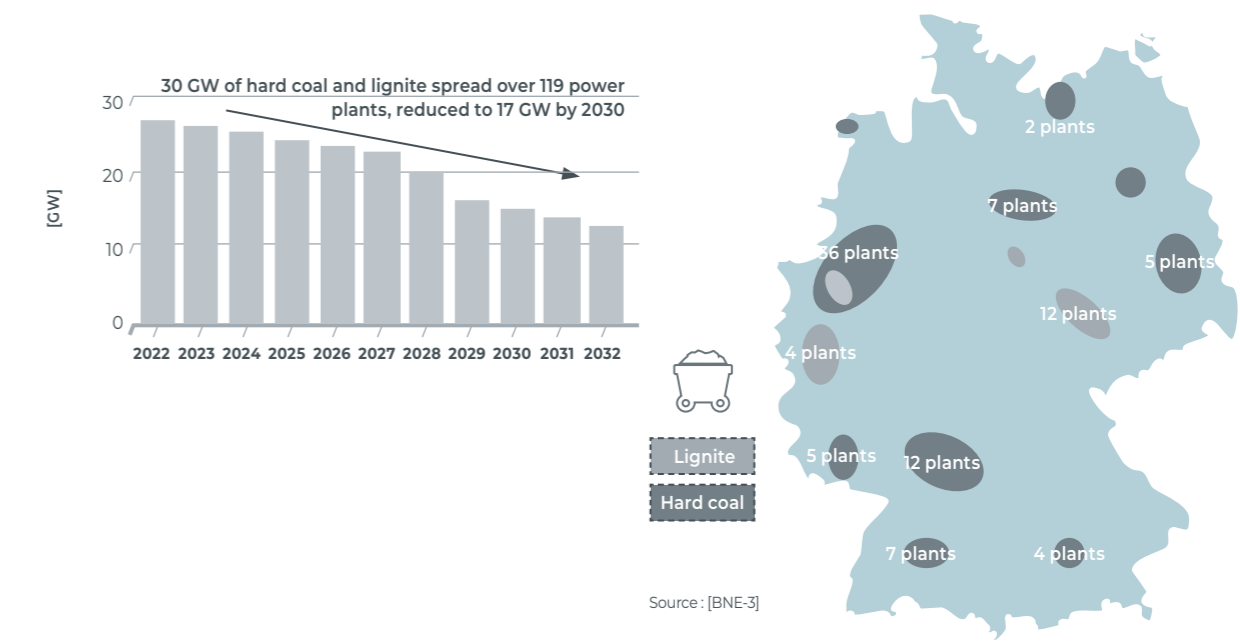 30 GW of hard coal and lignite spread over 119 power
plants, reduced to 17 GW by 2030
[GW]
30
20
10
0
2022 2023 2024 2025 2026 2027 2028 2029 2030 2031 2032
Lignite
Hard coal
Source : [BNE-3]
2 plants
7 plants
36 plants
5 plants
12 plants
4 plants
5 plants
12 plants
7 plants
4 plants